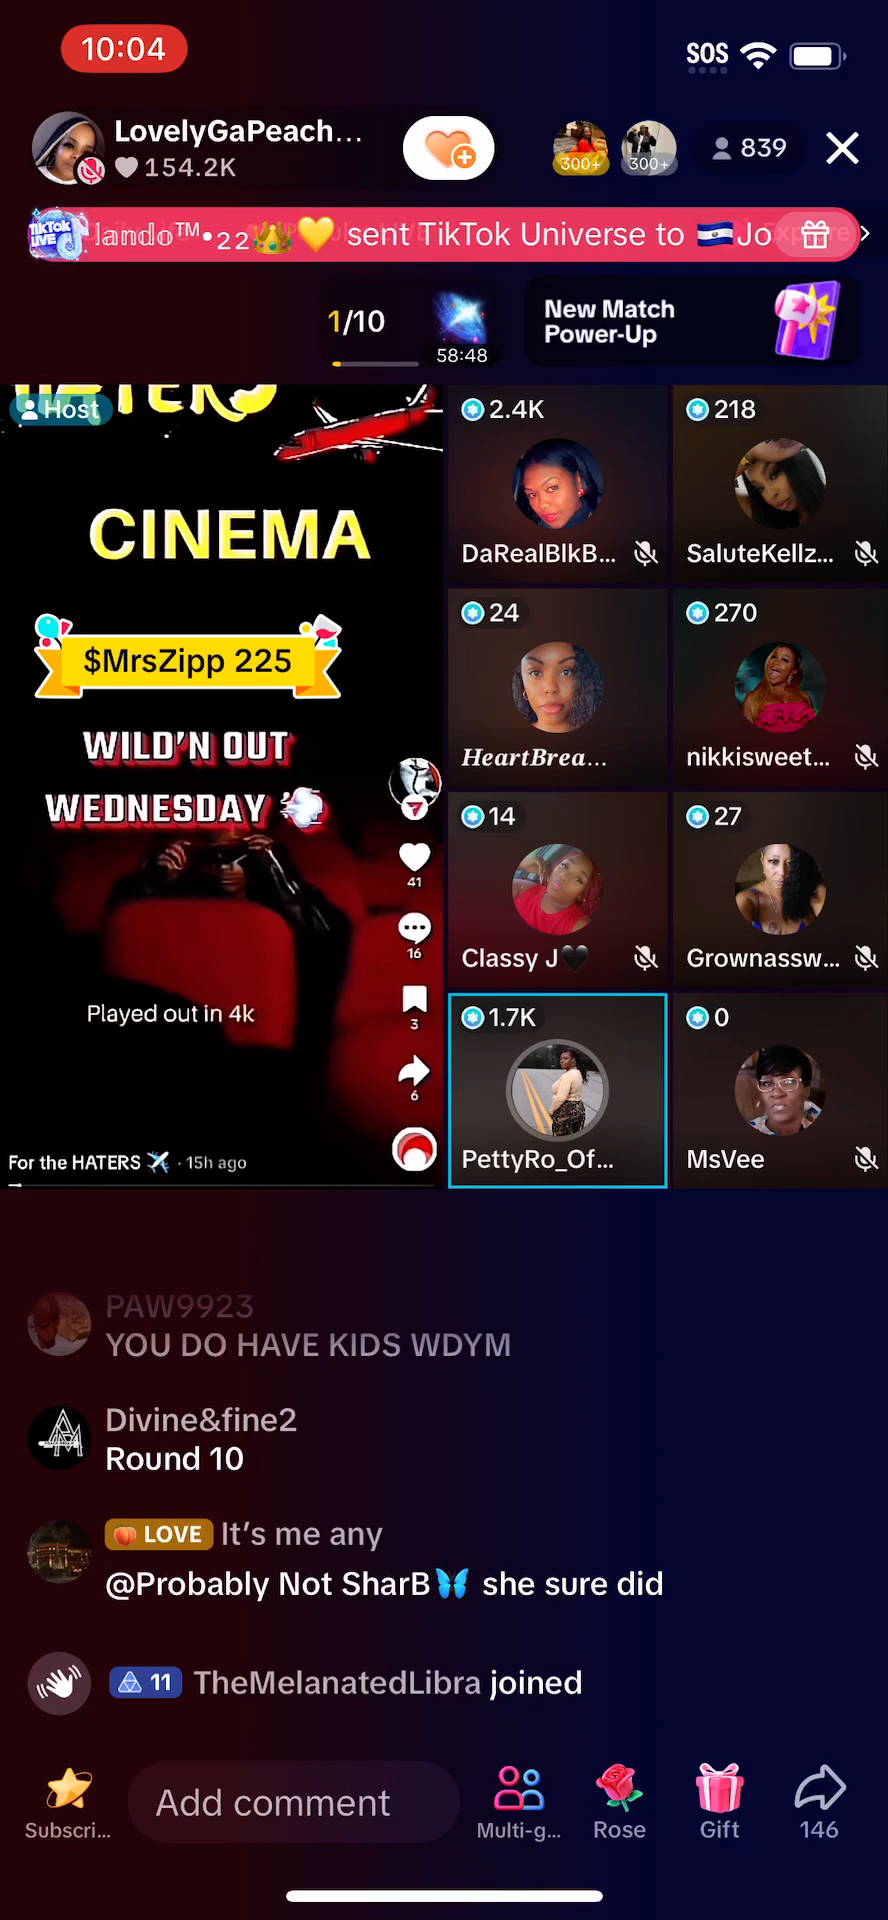 10:04
SOS
LovelyGaPeach...
154.2K
300+
300+
839
TikTok
LIVE
lando™•22👑💛 sent TikTok Universe to 🇸🇻Jo
1/10
58:48
New Match
Power-Up
HATERS
Host
CINEMA
$MrsZipp 225
WILD'N OUT
WEDNESDAY 💨
41
16
3
6
Played out in 4k
For the HATERS ✈️ · 15h ago
2.4K
DaRealBlkB...
218
SaluteKellz...
24
HeartBrea...
270
nikkisweet...
14
Classy J🖤
27
Grownassw...
1.7K
PettyRo_Of...
0
MsVee
PAW9923
YOU DO HAVE KIDS WDYM
Divine&fine2
Round 10
🍑 LOVE It's me any
@Probably Not SharB🦋 she sure did
11 TheMelanatedLibra joined
Subscri...
Add comment
Multi-g...
Rose
Gift
146